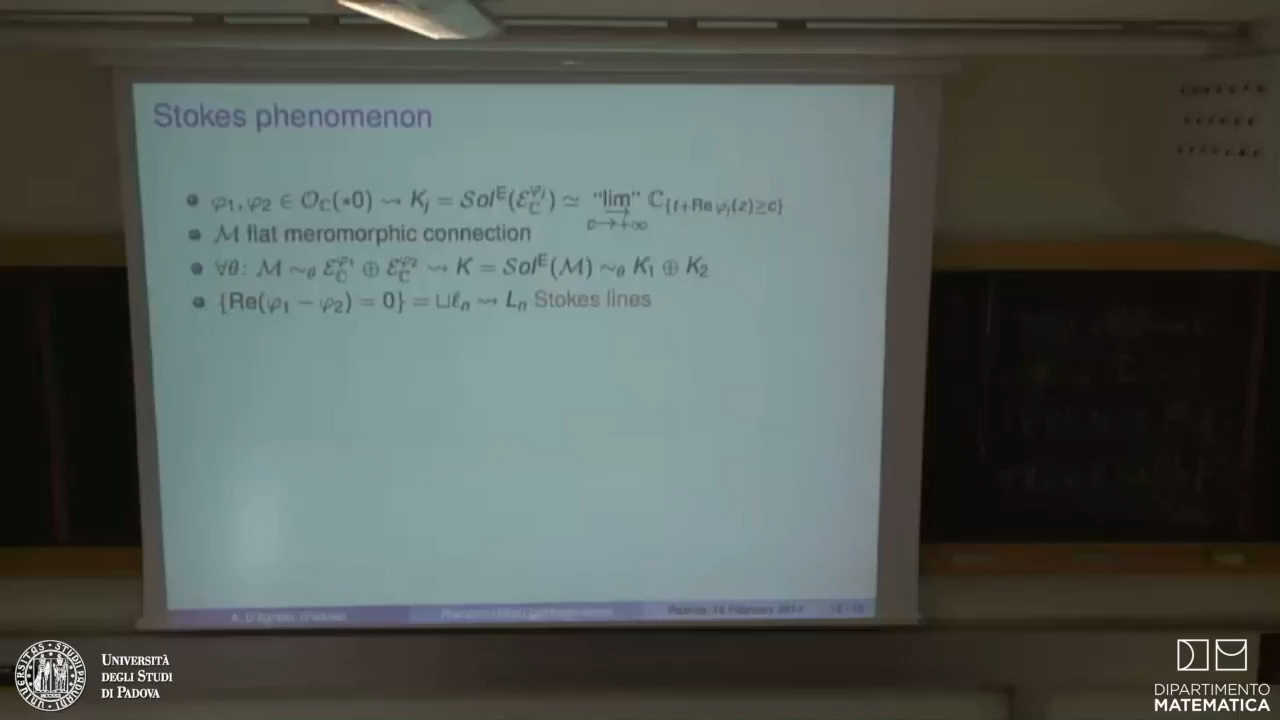 Stokes phenomenon
φ₁, φ₂ ∈ 𝒪_ℂ(*0) ⇝ K_j = Sol^E(ℰ_ℂ^{φ_j}) ≃ "lim" ℂ_{{t+Re φ_j(z)≥c}}
c→+∞
ℳ flat meromorphic connection
∀θ: ℳ ∼_θ ℰ_ℂ^{φ₁} ⊕ ℰ_ℂ^{φ₂} ⇝ K = Sol^E(ℳ) ∼_θ K₁ ⊕ K₂
{Re(φ₁ − φ₂) = 0} = ⊔ℓ_n ⇝ L_n Stokes lines
UNIVERSITÀ
DEGLI STUDI
DI PADOVA
DIPARTIMENTO
MATEMATICA